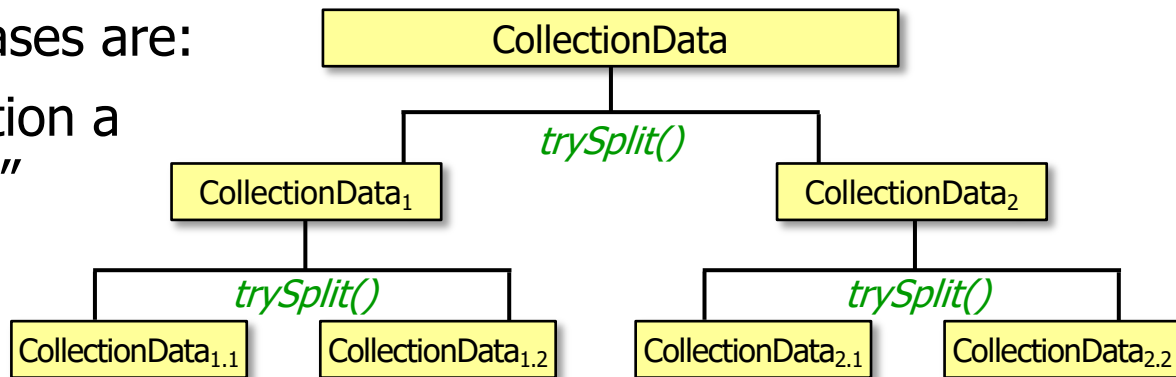 ases are:
tion a
”
CollectionData
trySplit()
CollectionData₁
CollectionData₂
trySplit()
trySplit()
CollectionData₁.₁
CollectionData₁.₂
CollectionData₂.₁
CollectionData₂.₂